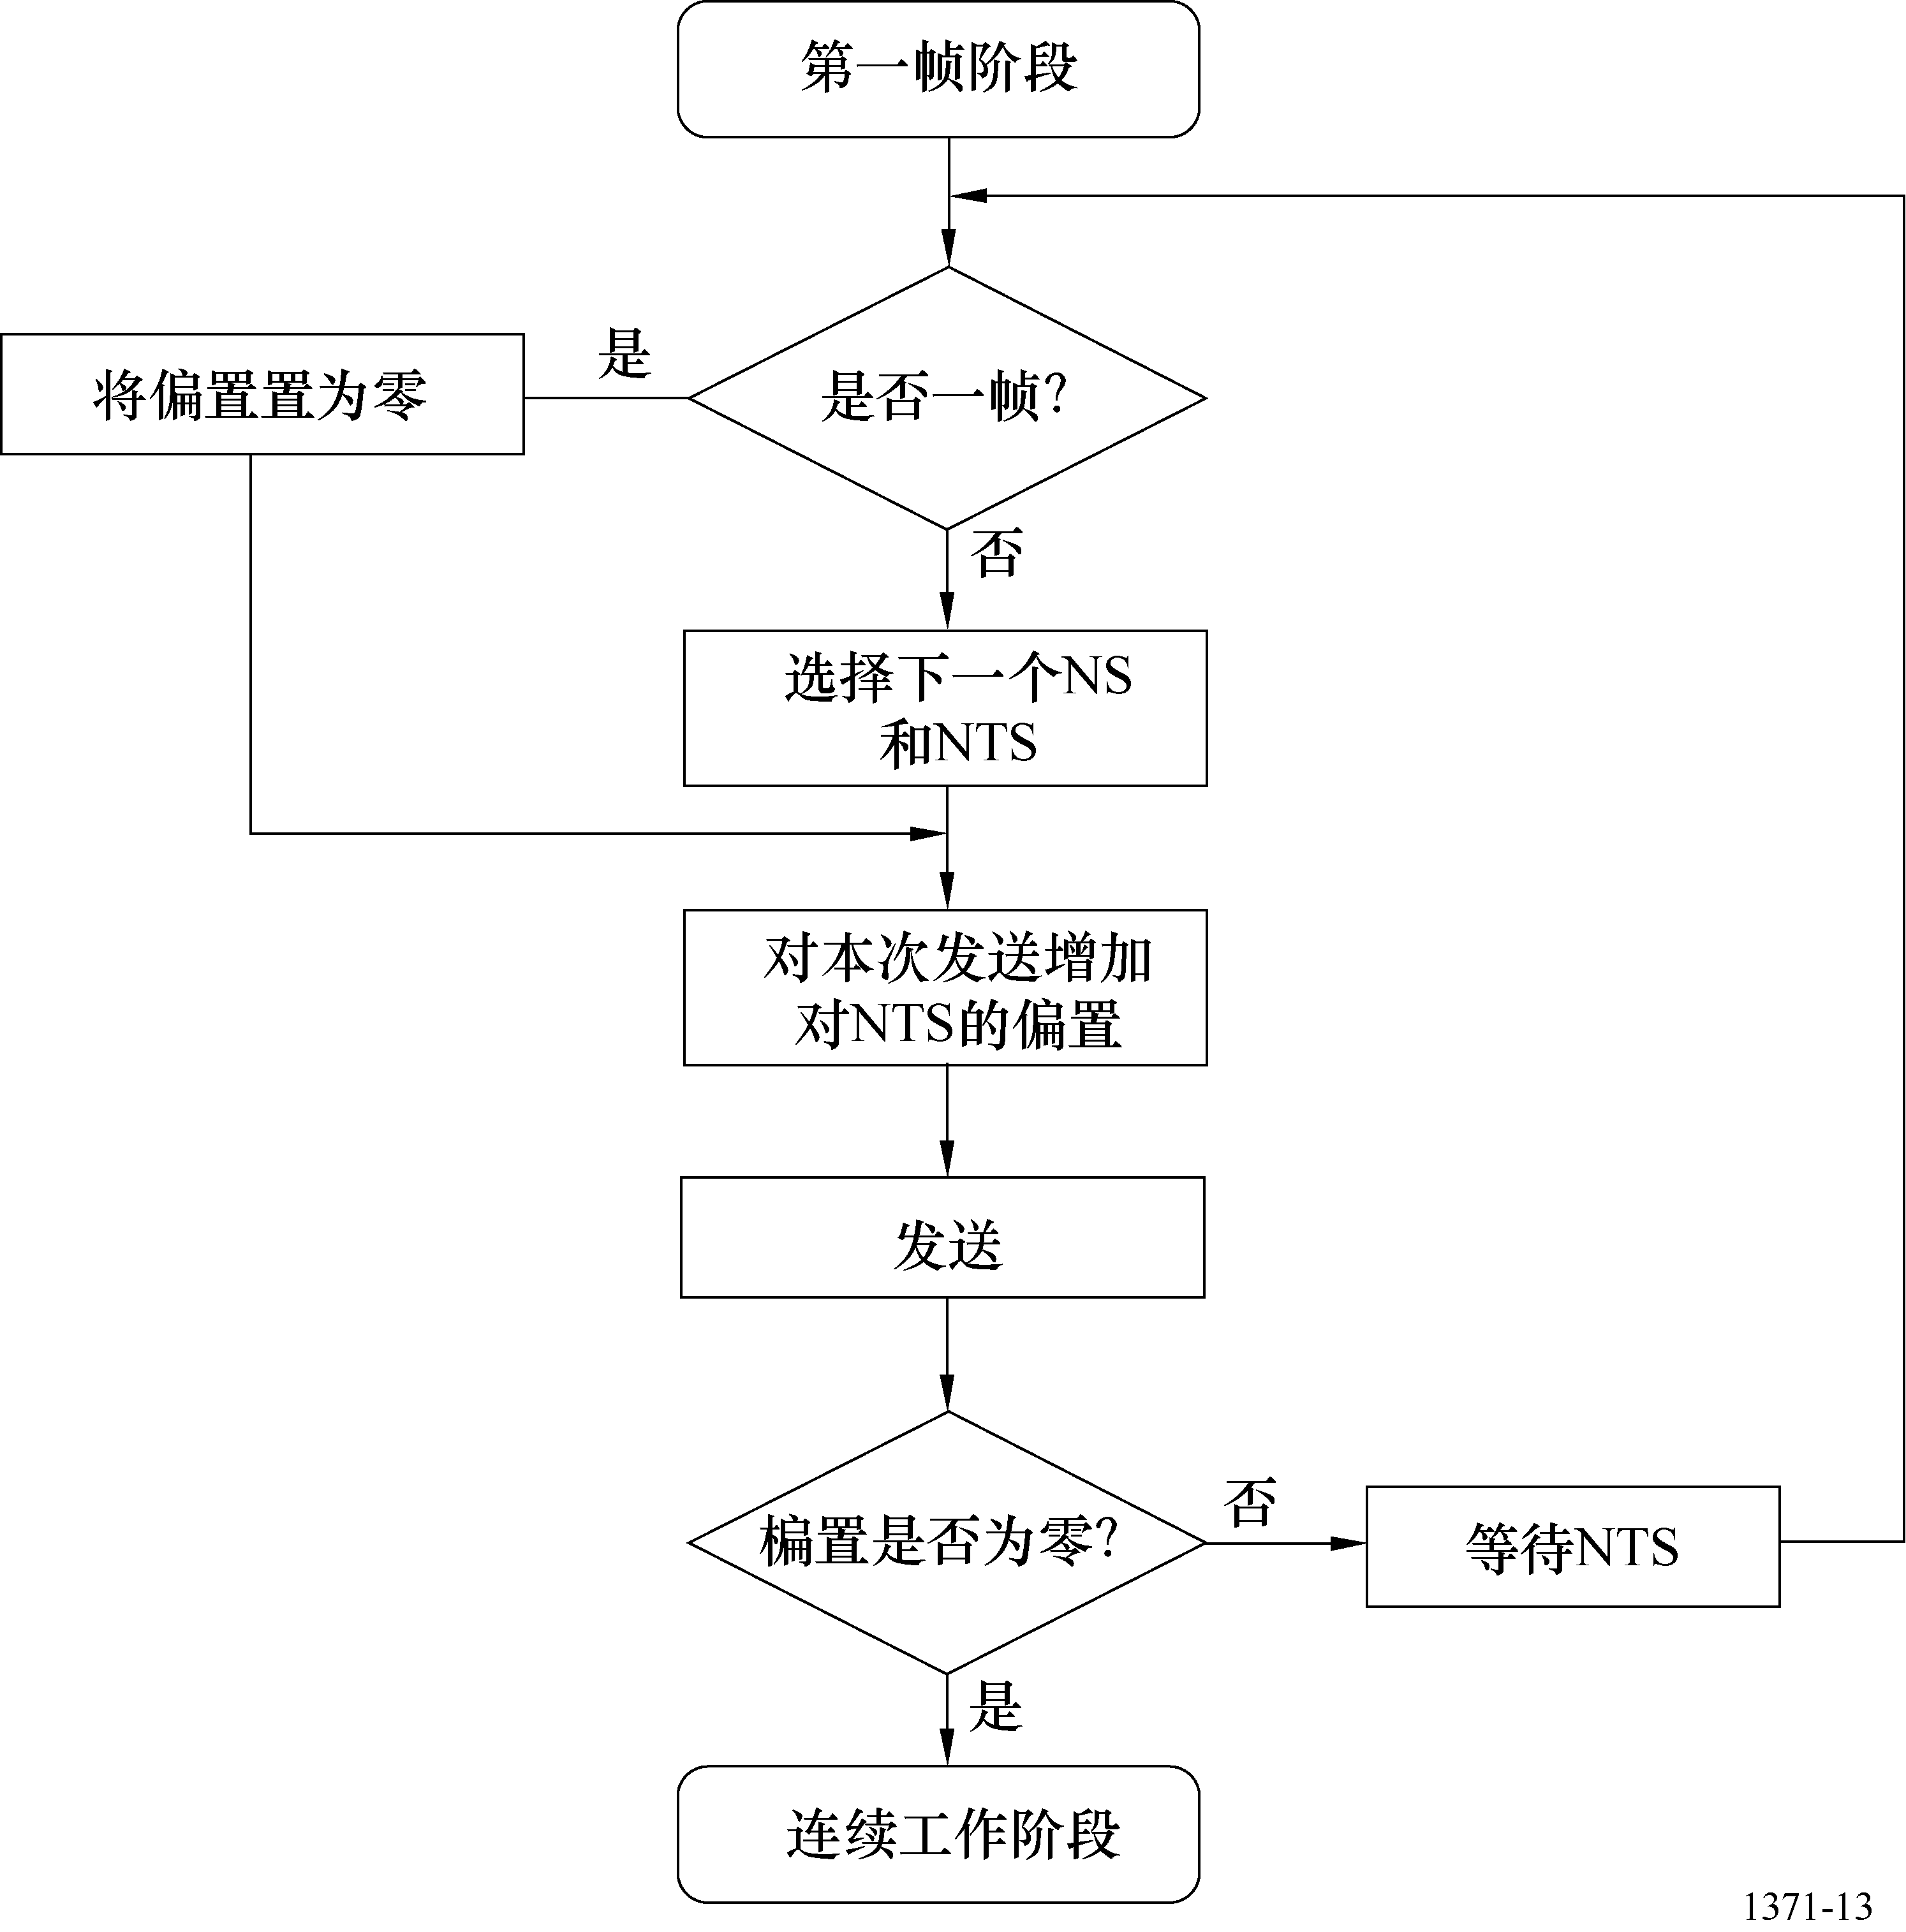 第一帧阶段
是
将偏置置为零
是否一帧?
否
选择下一个NS
和NTS
对本次发送增加
对NTS的偏置
发送
偏置是否为零?
否
等待NTS
是
连续工作阶段
1371-13